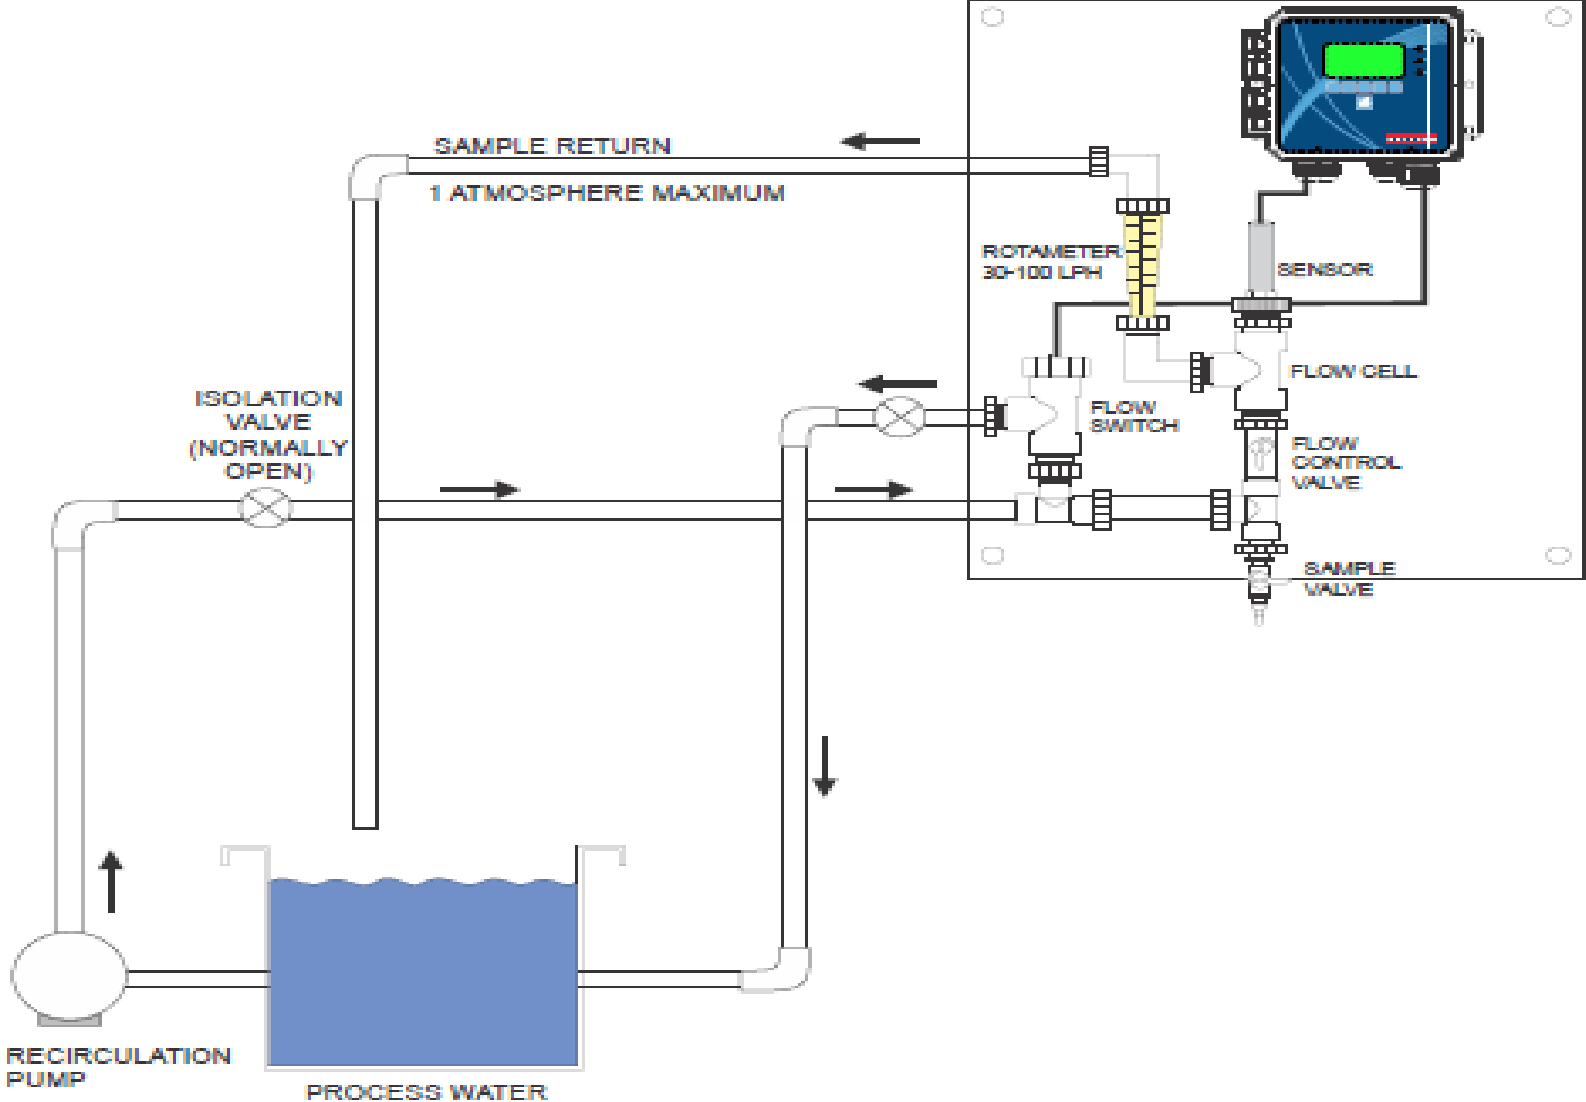 SAMPLE RETURN
1 ATMOSPHERE MAXIMUM
ROTAMETER
30-100 LPH
SENSOR
FLOW CELL
ISOLATION
VALVE
(NORMALLY
OPEN)
FLOW
SWITCH
FLOW
CONTROL
VALVE
SAMPLE
VALVE
RECIRCULATION
PUMP
PROCESS WATER